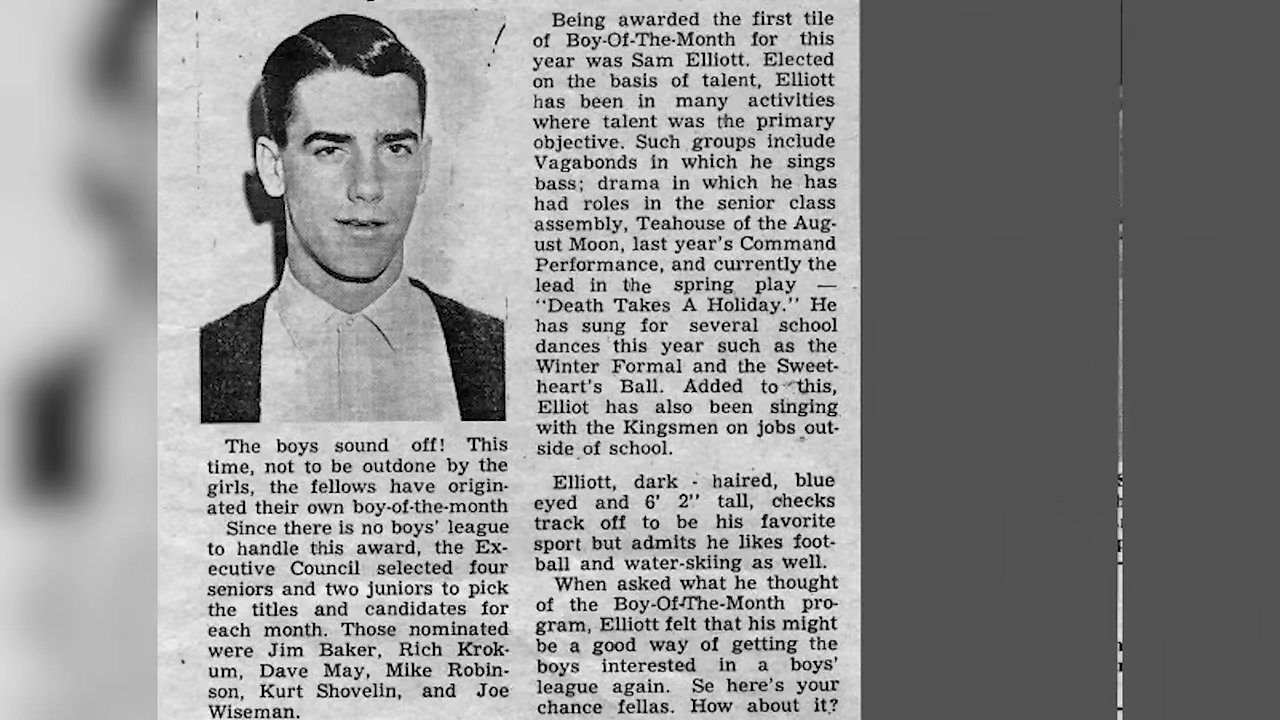 The boys sound off! This
time, not to be outdone by the
girls, the fellows have origin-
ated their own boy-of-the-month
Since there is no boys' league
to handle this award, the Ex-
ecutive Council selected four
seniors and two juniors to pick
the titles and candidates for
each month. Those nominated
were Jim Baker, Rich Krok-
um, Dave May, Mike Robin-
son, Kurt Shovelin, and Joe
Wiseman.
Being awarded the first tile
of Boy-Of-The-Month for this
year was Sam Elliott. Elected
on the basis of talent, Elliott
has been in many activities
where talent was the primary
objective. Such groups include
Vagabonds in which he sings
bass; drama in which he has
had roles in the senior class
assembly, Teahouse of the Aug-
ust Moon, last year's Command
Performance, and currently the
lead in the spring play —
"Death Takes A Holiday." He
has sung for several school
dances this year such as the
Winter Formal and the Sweet-
heart's Ball. Added to this,
Elliot has also been singing
with the Kingsmen on jobs out-
side of school.
Elliott, dark - haired, blue
eyed and 6' 2" tall, checks
track off to be his favorite
sport but admits he likes foot-
ball and water-skiing as well.
When asked what he thought
of the Boy-Of-The-Month pro-
gram, Elliott felt that his might
be a good way of getting the
boys interested in a boys'
league again. Se here's your
chance fellas. How about it?